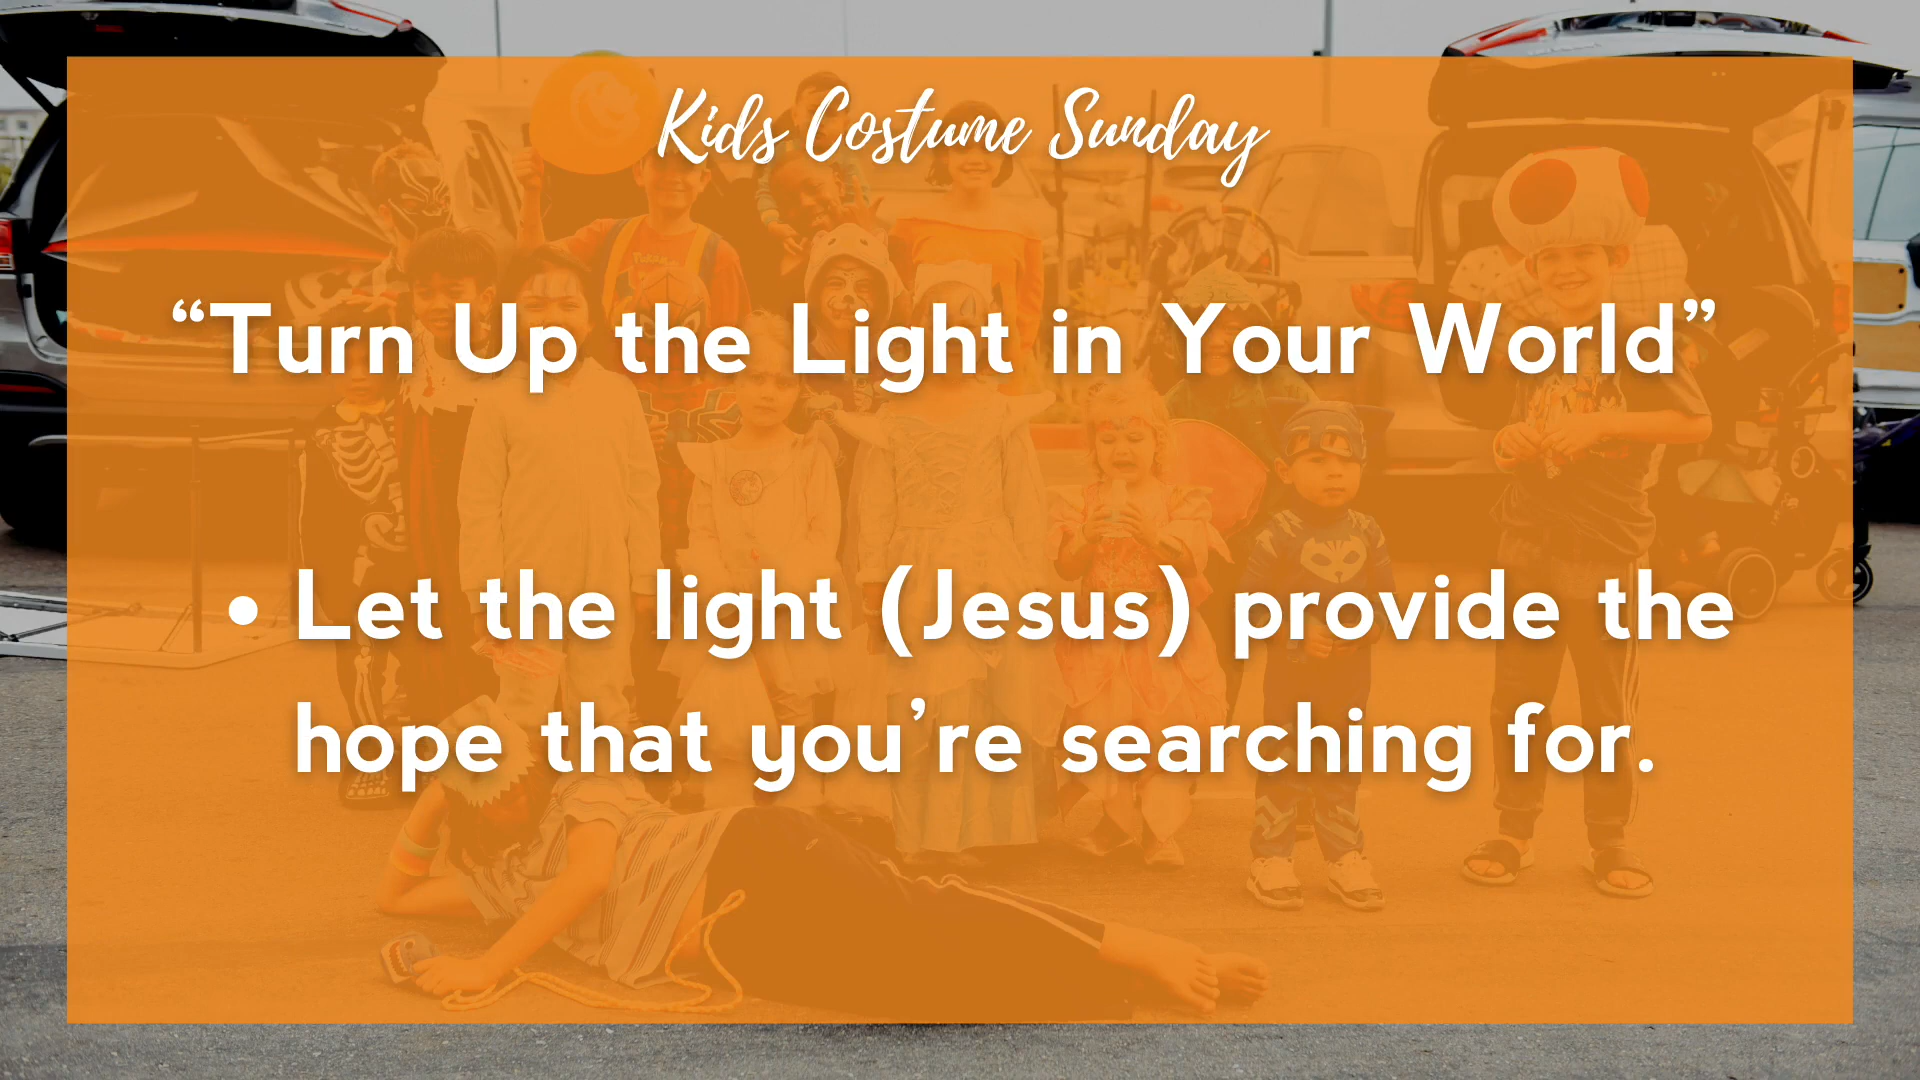 Kids Costume Sunday
“Turn Up the Light in Your World”
• Let the light (Jesus) provide the
hope that you’re searching for.